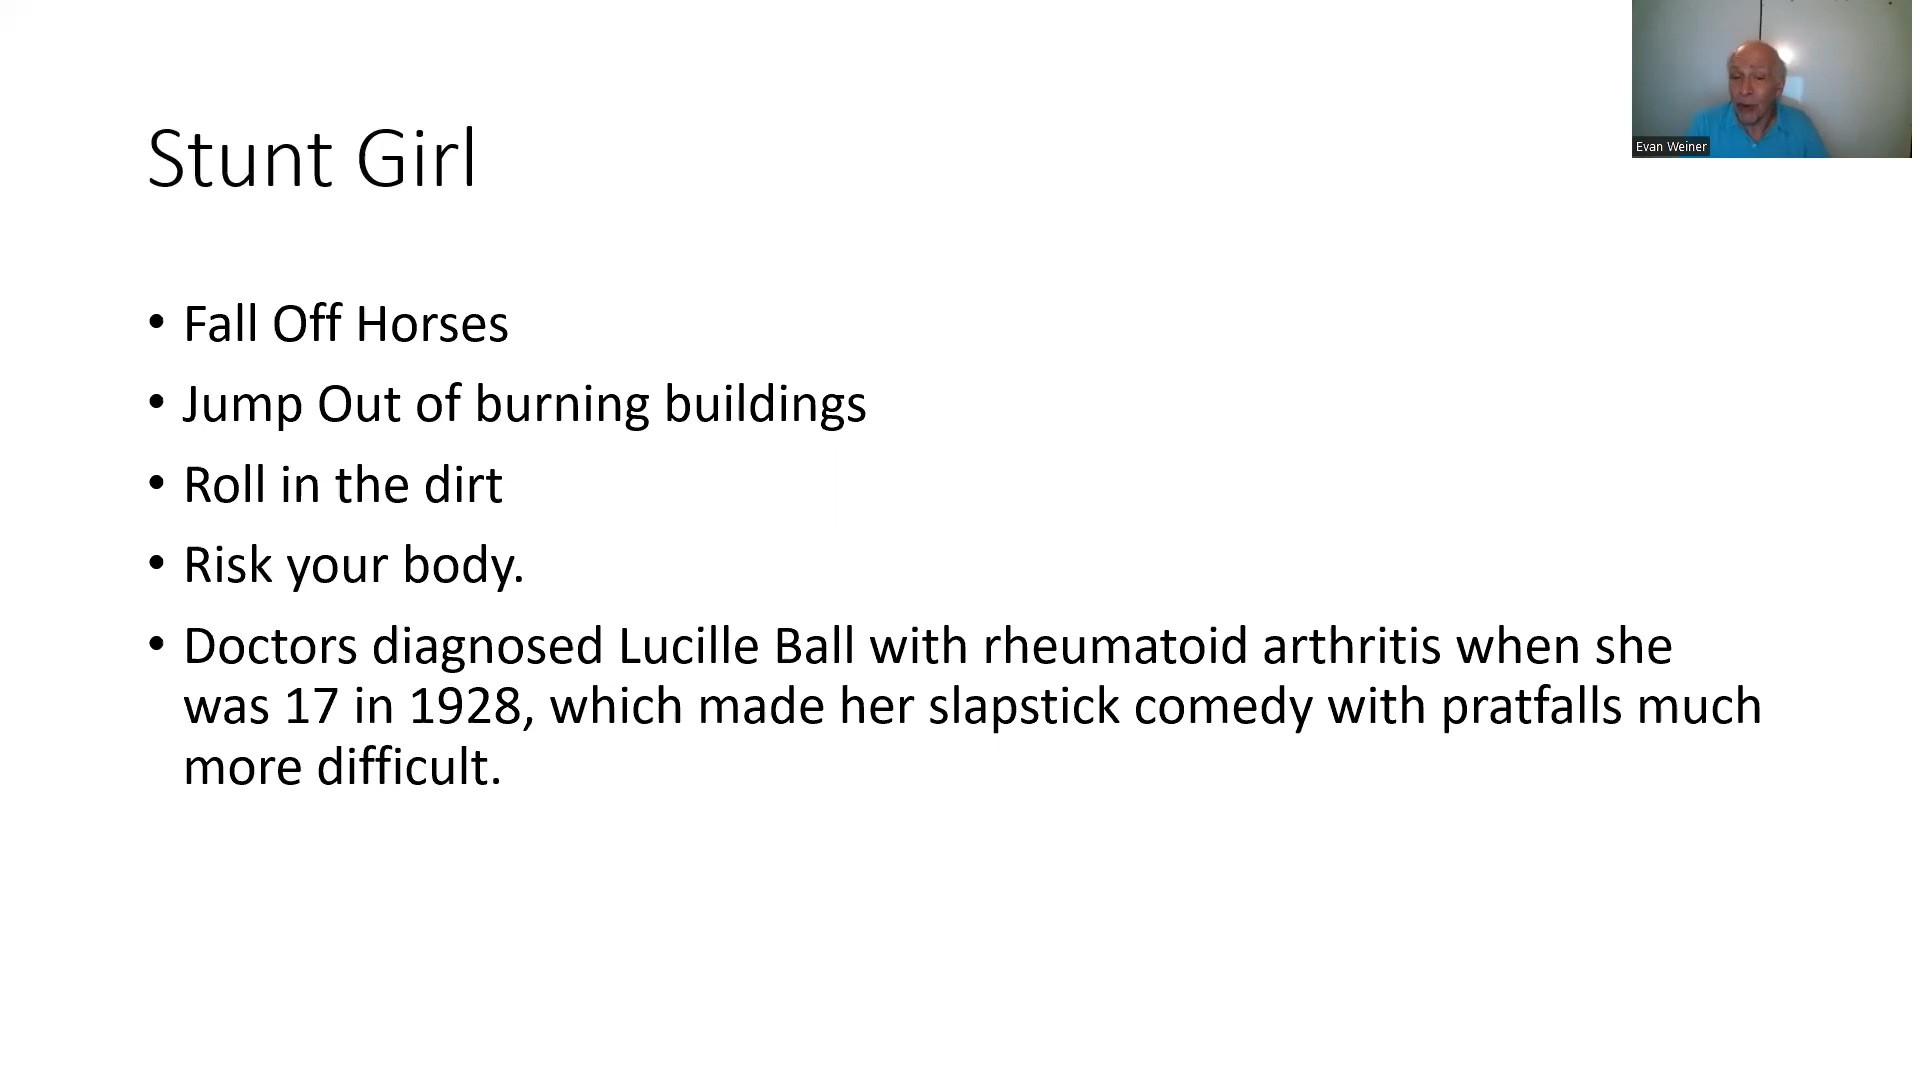 Stunt Girl
• Fall Off Horses
• Jump Out of burning buildings
• Roll in the dirt
• Risk your body.
• Doctors diagnosed Lucille Ball with rheumatoid arthritis when she
was 17 in 1928, which made her slapstick comedy with pratfalls much
more difficult.
Evan Weiner